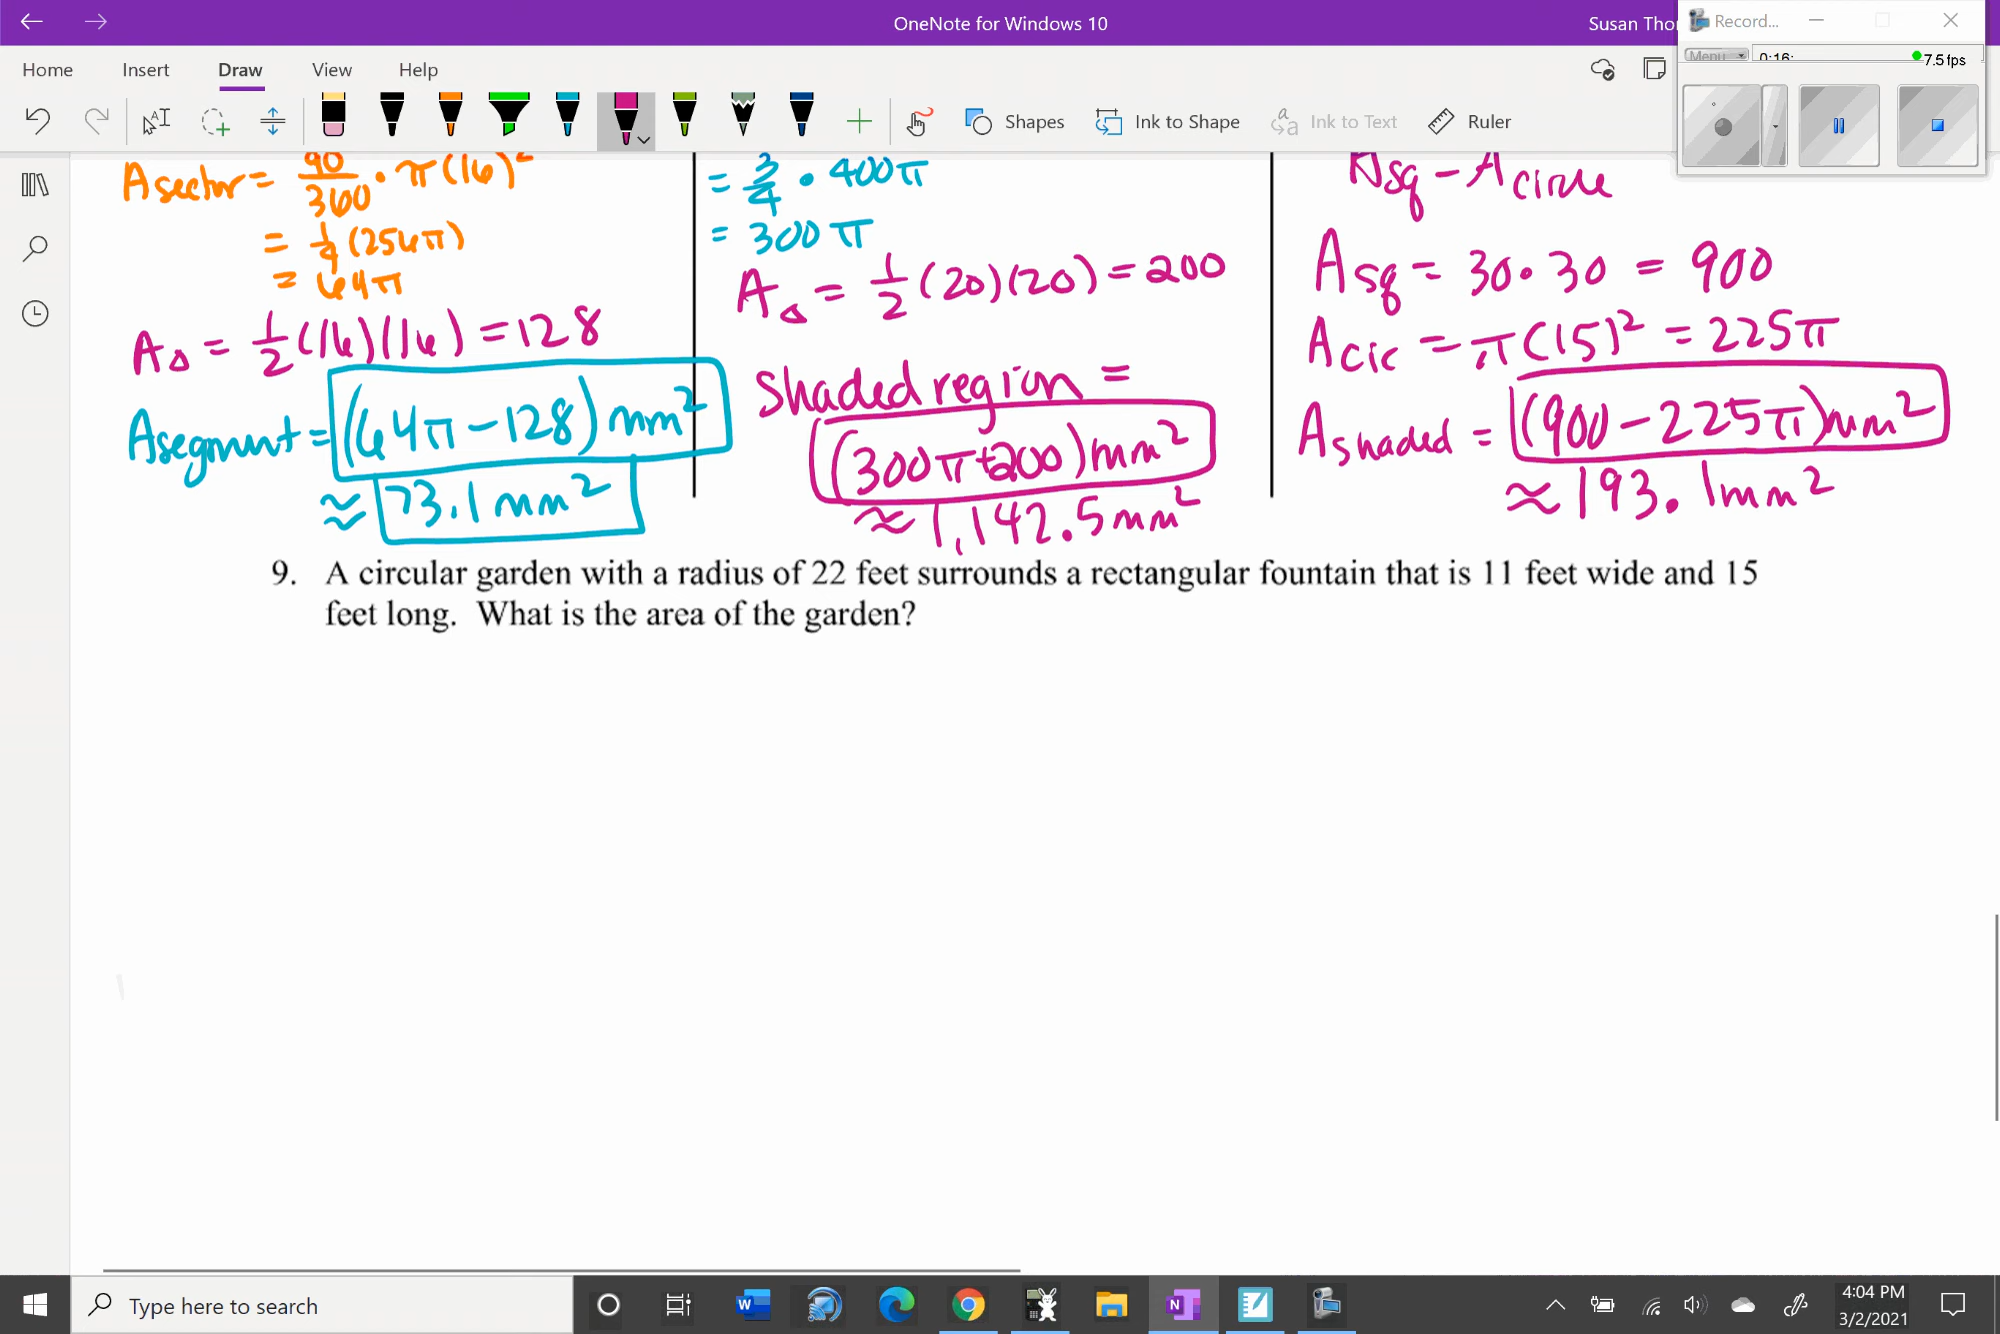 OneNote for Windows 10
Susan Tho
Record...
Menu
0:16:
7.5 fps
Home Insert Draw View Help
Shapes
Ink to Shape
Ink to Text
Ruler
A sector = 90/360 · π(16)²
= 1/4 (256π)
= 64π
A△ = 1/2 (16)(16) = 128
Asegment = (64π - 128) mm²
≈ 73.1 mm²
= 3/4 · 400π
= 300π
A△ = 1/2 (20)(20) = 200
Shaded region =
(300π+200) mm²
≈ 1,142.5 mm²
Asq - Acircle
Asq = 30·30 = 900
Acir = π(15)² = 225π
Ashaded = (900 - 225π) mm²
≈ 193.1 mm²
9. A circular garden with a radius of 22 feet surrounds a rectangular fountain that is 11 feet wide and 15
feet long. What is the area of the garden?
Type here to search
4:04 PM
3/2/2021